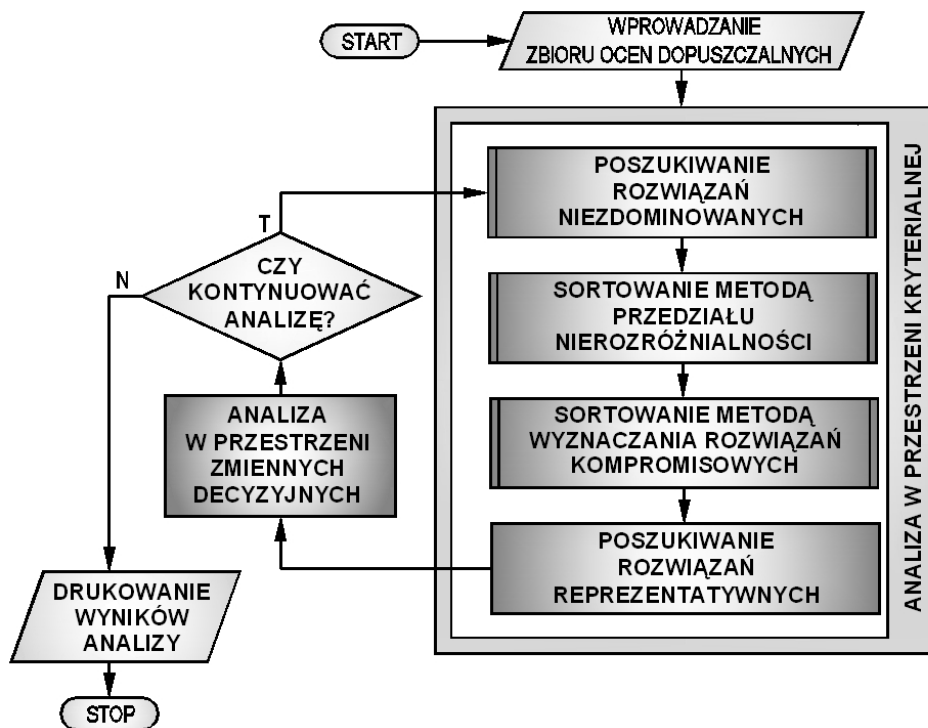 START
WPROWADZANIE
ZBIORU OCEN DOPUSZCZALNYCH
ANALIZA W PRZESTRZENI KRYTERIALNEJ
POSZUKIWANIE
ROZWIĄZAŃ
NIEZDOMINOWANYCH
SORTOWANIE METODĄ
PRZEDZIAŁU
NIEROZRÓŻNIALNOŚCI
SORTOWANIE METODĄ
WYZNACZANIA ROZWIĄZAŃ
KOMPROMISOWYCH
POSZUKIWANIE
ROZWIĄZAŃ
REPREZENTATYWNYCH
ANALIZA
W PRZESTRZENI
ZMIENNYCH
DECYZYJNYCH
CZY
KONTYNUOWAĆ
ANALIZĘ?
T
N
DRUKOWANIE
WYNIKÓW
ANALIZY
STOP